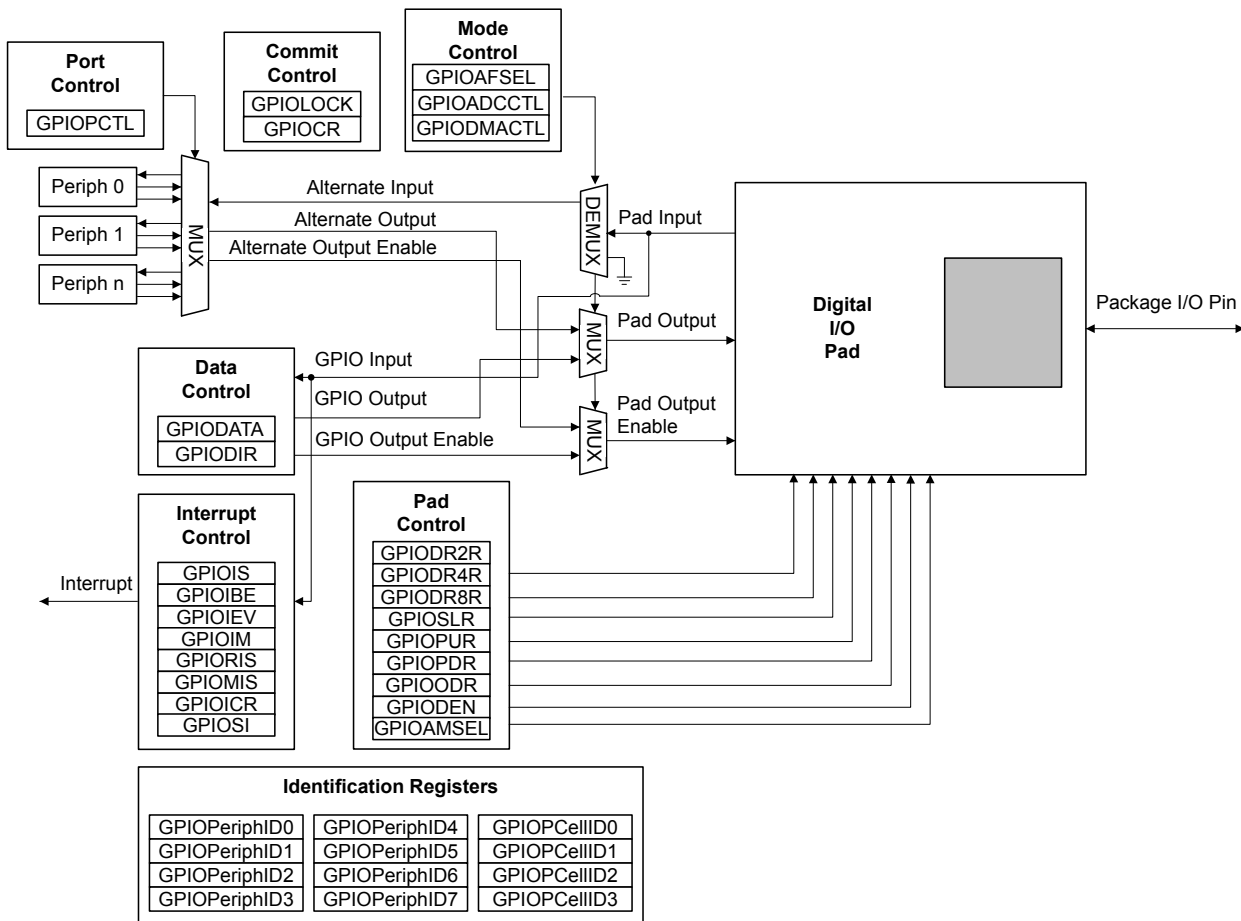 Port
Control
GPIOPCTL
Commit
Control
GPIOLOCK
GPIOCR
Mode
Control
GPIOAFSEL
GPIOADCCTL
GPIODMACTL
Periph 0
Periph 1
Periph n
MUX
Alternate Input
Alternate Output
Alternate Output Enable
DEMUX
Pad Input
MUX
Pad Output
MUX
Pad Output
Enable
Digital
I/O
Pad
Package I/O Pin
Data
Control
GPIODATA
GPIODIR
GPIO Input
GPIO Output
GPIO Output Enable
Interrupt
Interrupt
Control
GPIOIS
GPIOIBE
GPIOIEV
GPIOIM
GPIORIS
GPIOMIS
GPIOICR
GPIOSI
Pad
Control
GPIODR2R
GPIODR4R
GPIODR8R
GPIOSLR
GPIOPUR
GPIOPDR
GPIOODR
GPIODEN
GPIOAMSEL
Identification Registers
GPIOPeriphID0
GPIOPeriphID1
GPIOPeriphID2
GPIOPeriphID3
GPIOPeriphID4
GPIOPeriphID5
GPIOPeriphID6
GPIOPeriphID7
GPIOPCellID0
GPIOPCellID1
GPIOPCellID2
GPIOPCellID3